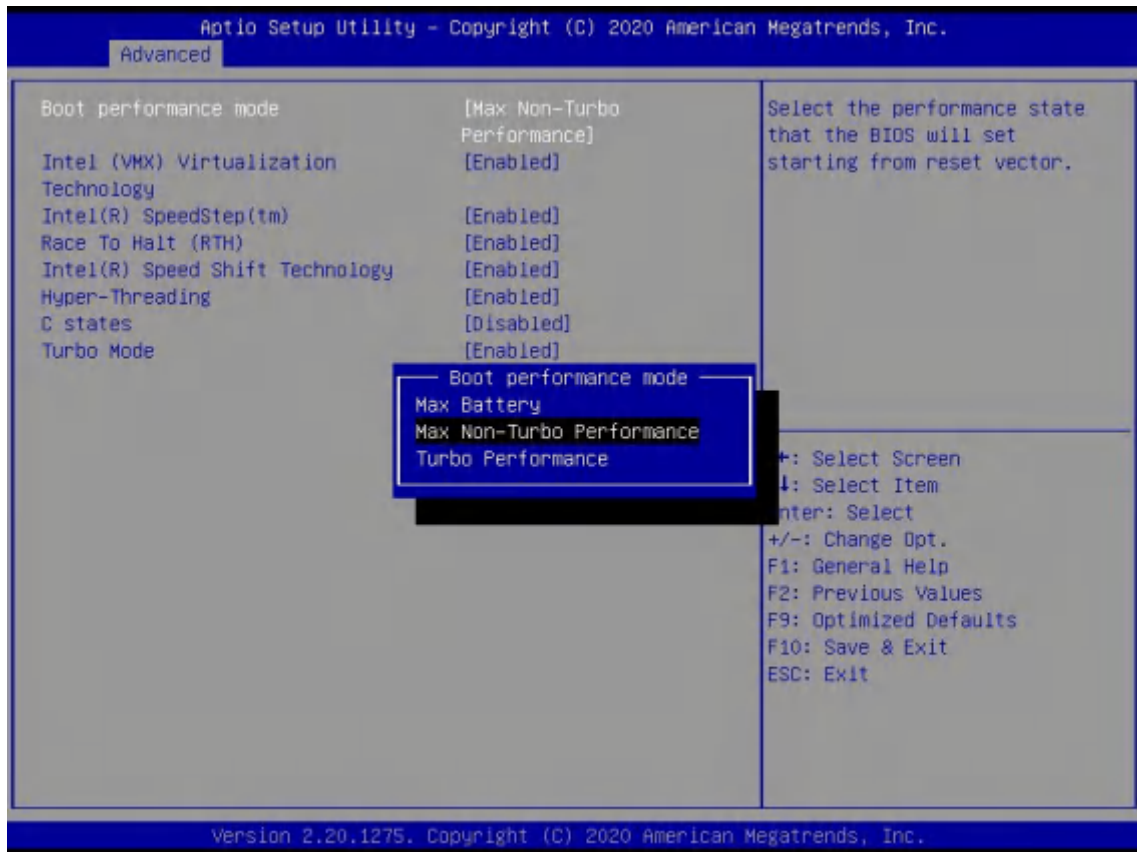 Aptio Setup Utility – Copyright (C) 2020 American Megatrends, Inc.
Advanced
Boot performance mode [Max Non-Turbo
Performance]
Intel (VMX) Virtualization [Enabled]
Technology
Intel(R) SpeedStep(tm) [Enabled]
Race To Halt (RTH) [Enabled]
Intel(R) Speed Shift Technology [Enabled]
Hyper-Threading [Enabled]
C states [Disabled]
Turbo Mode [Enabled]
Boot performance mode
Max Battery
Max Non-Turbo Performance
Turbo Performance
Select the performance state
that the BIOS will set
starting from reset vector.
: Select Screen
: Select Item
nter: Select
+/-: Change Opt.
F1: General Help
F2: Previous Values
F9: Optimized Defaults
F10: Save & Exit
ESC: Exit
Version 2.20.1275. Copyright (C) 2020 American Megatrends, Inc.